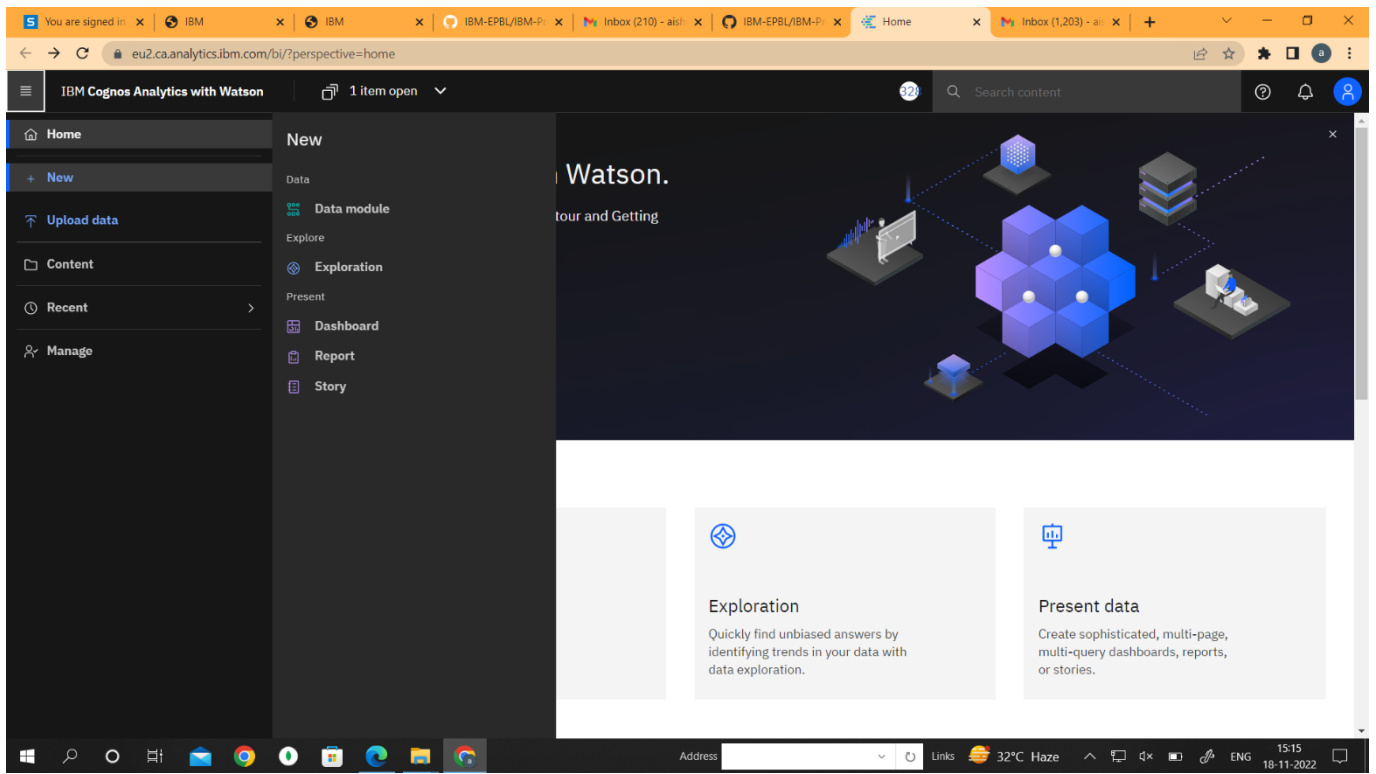 You are signed in
IBM
IBM
IBM-EPBL/IBM-Pr
Inbox (210) - aish
IBM-EPBL/IBM-Pr
Home
Inbox (1,203) - ais
eu2.ca.analytics.ibm.com/bi/?perspective=home
a
IBM Cognos Analytics with Watson
1 item open
328
Search content
Home
New
Upload data
Content
Recent
Manage
New
Data
Data module
Explore
Exploration
Present
Dashboard
Report
Story
Watson.
tour and Getting
Exploration
Quickly find unbiased answers by
identifying trends in your data with
data exploration.
Present data
Create sophisticated, multi-page,
multi-query dashboards, reports,
or stories.
Address
Links
32°C Haze
ENG
15:15
18-11-2022